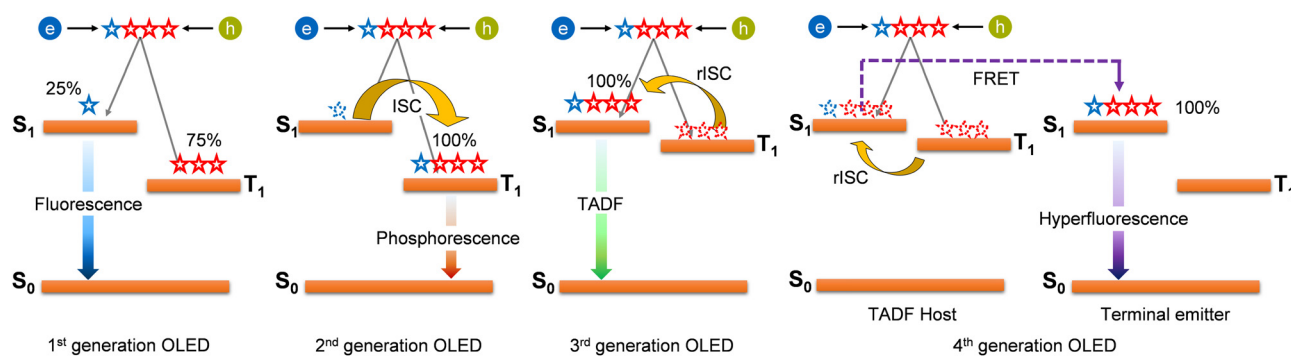 e
h
25%
S₁
75%
T₁
Fluorescence
S₀
1st generation OLED
e
h
ISC
S₁
100%
T₁
Phosphorescence
S₀
2nd generation OLED
e
h
100%
rISC
S₁
T₁
TADF
S₀
3rd generation OLED
e
h
FRET
S₁
T₁
rISC
S₀
TADF Host
100%
S₁
Hyperfluorescence
S₀
Terminal emitter
4th generation OLED